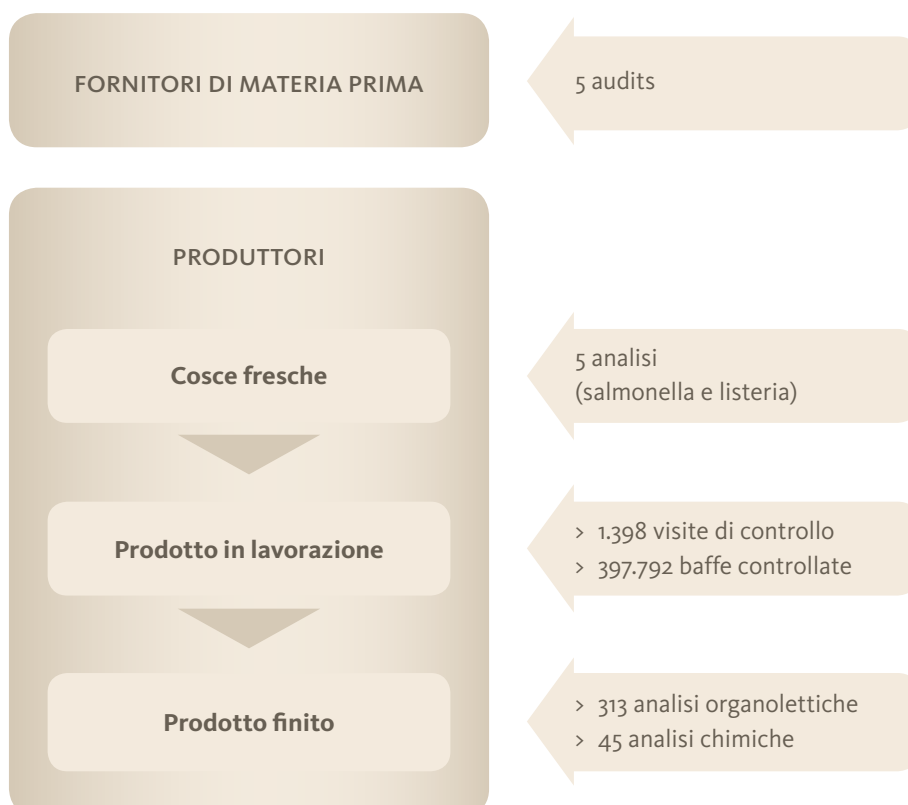 FORNITORI DI MATERIA PRIMA
5 audits
PRODUTTORI
Cosce fresche
5 analisi
(salmonella e listeria)
Prodotto in lavorazione
> 1.398 visite di controllo
> 397.792 baffe controllate
Prodotto finito
> 313 analisi organolettiche
> 45 analisi chimiche